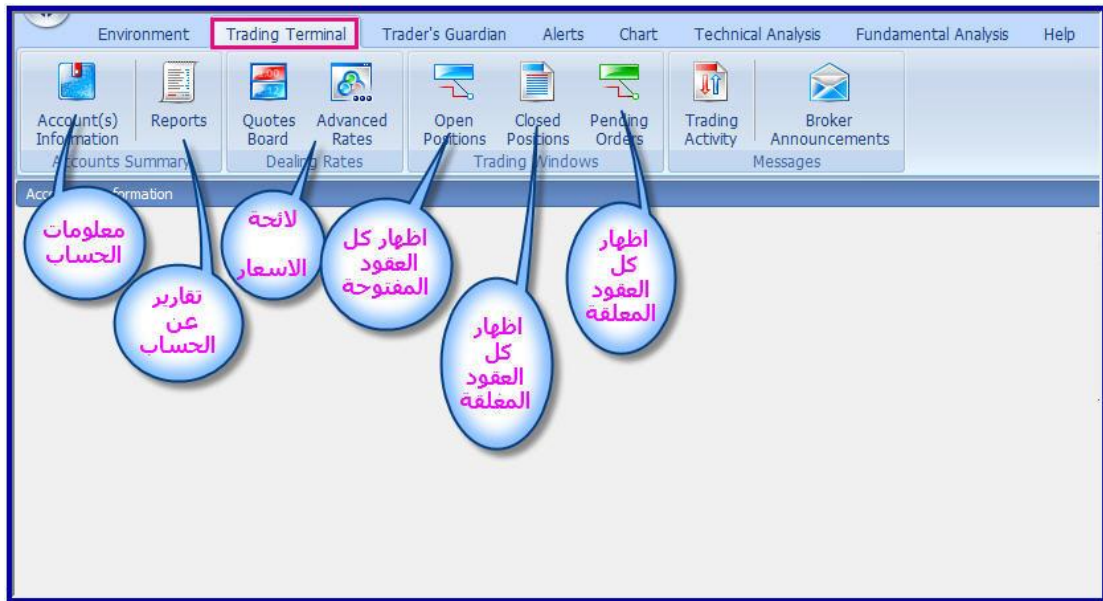 Environment Trading Terminal Trader's Guardian Alerts Chart Technical Analysis Fundamental Analysis Help
Account(s) Information
Reports
Quotes Board
Advanced Rates
Open Positions
Closed Positions
Pending Orders
Trading Activity
Broker Announcements
Accounts Summary
Dealing Rates
Trading Windows
Messages
معلومات
الحساب
تقارير
عن
الحساب
لائحة
الاسعار
اظهار كل
العقود
المفتوحة
اظهار
كل
العقود
المغلقة
اظهار
كل
العقود
المعلقة